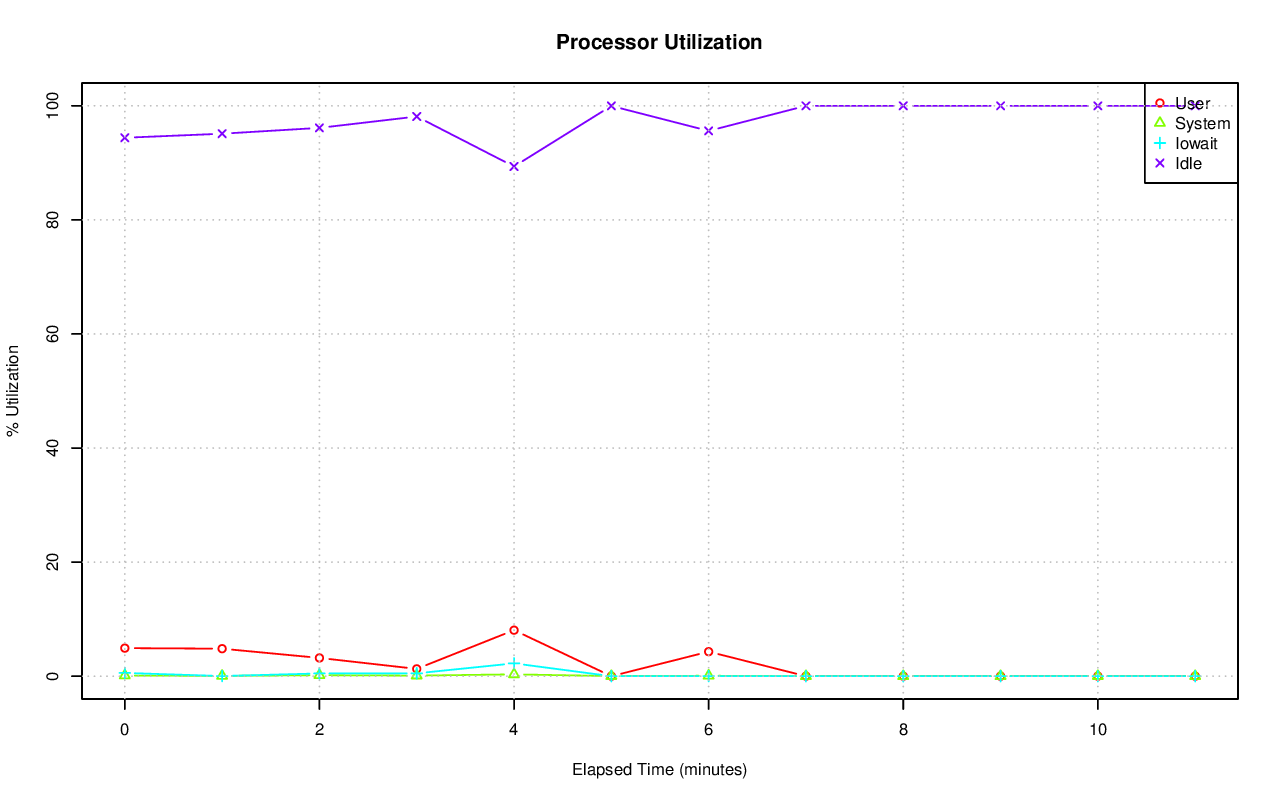 Processor Utilization
% Utilization
100
80
60
40
20
0
User
System
Iowait
Idle
0 2 4 6 8 10
Elapsed Time (minutes)